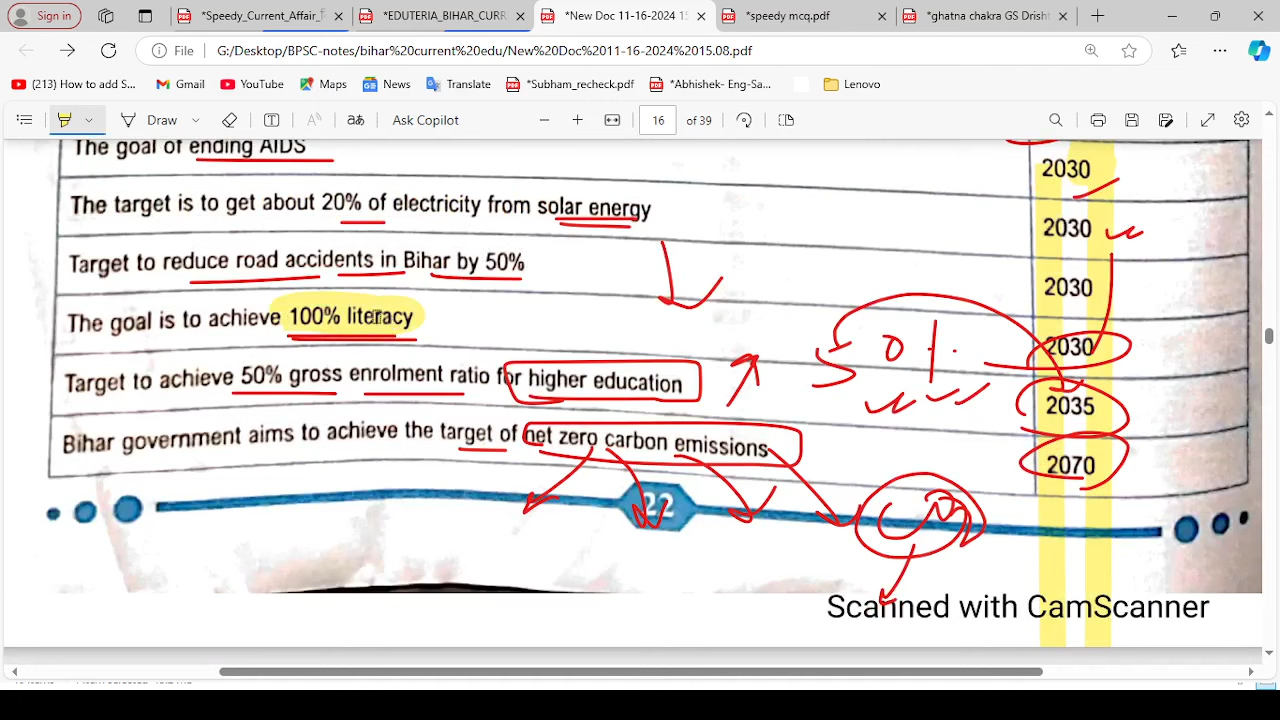 Sign in
*Speedy_Current_Affair_
*EDUTERIA_BIHAR_CURR
*New Doc 11-16-2024 15
*speedy mcq.pdf
*ghatna chakra GS Drisht
File
G:/Desktop/BPSC-notes/bihar%20current%20edu/New%20Doc%2011-16-2024%2015.08.pdf
(213) How to add S...
Gmail
YouTube
Maps
News
Translate
*Subham_recheck.pdf
*Abhishek- Eng-Sa...
Lenovo
Draw
Ask Copilot
16 of 39
The goal of ending AIDS 2030
The target is to get about 20% of electricity from solar energy 2030
Target to reduce road accidents in Bihar by 50% 2030
The goal is to achieve 100% literacy 2030
50%
Target to achieve 50% gross enrolment ratio for higher education 2035
Bihar government aims to achieve the target of net zero carbon emissions 2070
22
Scanned with CamScanner